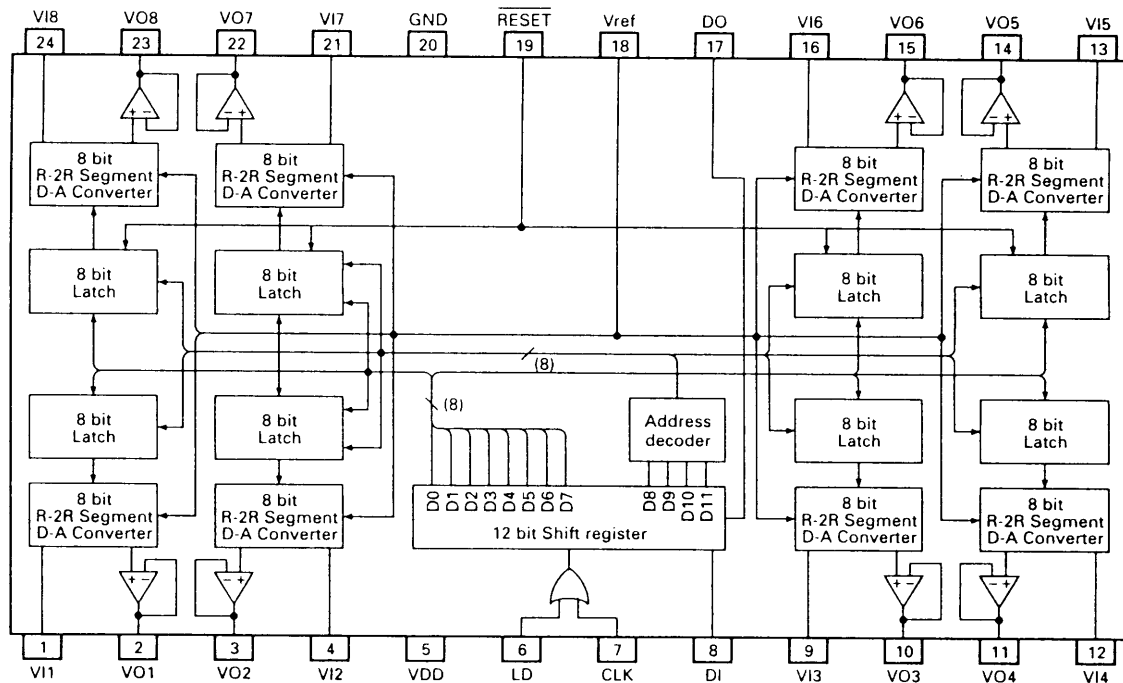 VI8 VO8 VO7 VI7 GND RESET Vref DO VI6 VO6 VO5 VI5
24 23 22 21 20 19 18 17 16 15 14 13
+ - + - + - + -
8 bit
R-2R Segment
D-A Converter
8 bit
R-2R Segment
D-A Converter
8 bit
R-2R Segment
D-A Converter
8 bit
R-2R Segment
D-A Converter
8 bit
Latch
8 bit
Latch
8 bit
Latch
8 bit
Latch
(8)
(8)
8 bit
Latch
8 bit
Latch
Address
decoder
8 bit
Latch
8 bit
Latch
D0 D1 D2 D3 D4 D5 D6 D7 D8 D9 D10 D11
12 bit Shift register
8 bit
R-2R Segment
D-A Converter
8 bit
R-2R Segment
D-A Converter
8 bit
R-2R Segment
D-A Converter
8 bit
R-2R Segment
D-A Converter
+ - + - + - + -
1 2 3 4 5 6 7 8 9 10 11 12
VI1 VO1 VO2 VI2 VDD LD CLK DI VI3 VO3 VO4 VI4